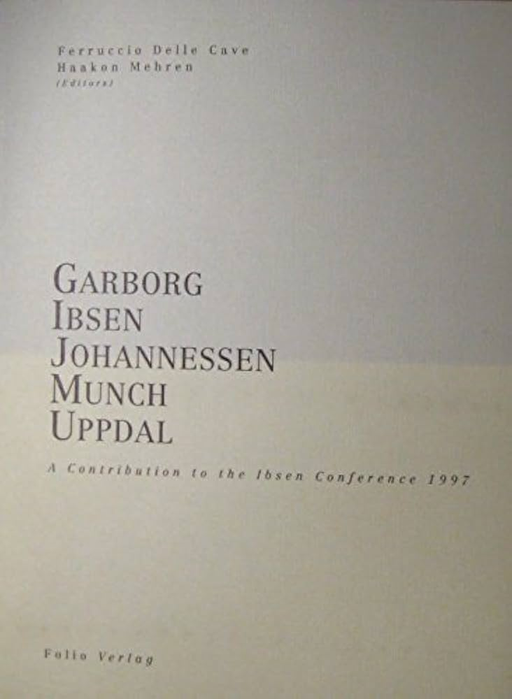 Ferruccio Delle Cave
Haakon Mehren
(Editors)
GARBORG
IBSEN
JOHANNESSEN
MUNCH
UPPDAL
A Contribution to the Ibsen Conference 1997
Folio Verlag